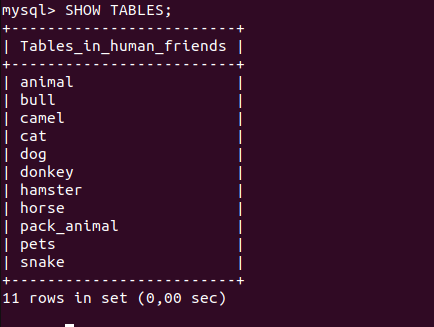 mysql> SHOW TABLES;
+-------------------------+
| Tables_in_human_friends |
+-------------------------+
| animal                  |
| bull                    |
| camel                   |
| cat                     |
| dog                     |
| donkey                  |
| hamster                 |
| horse                   |
| pack_animal             |
| pets                    |
| snake                   |
+-------------------------+
11 rows in set (0,00 sec)